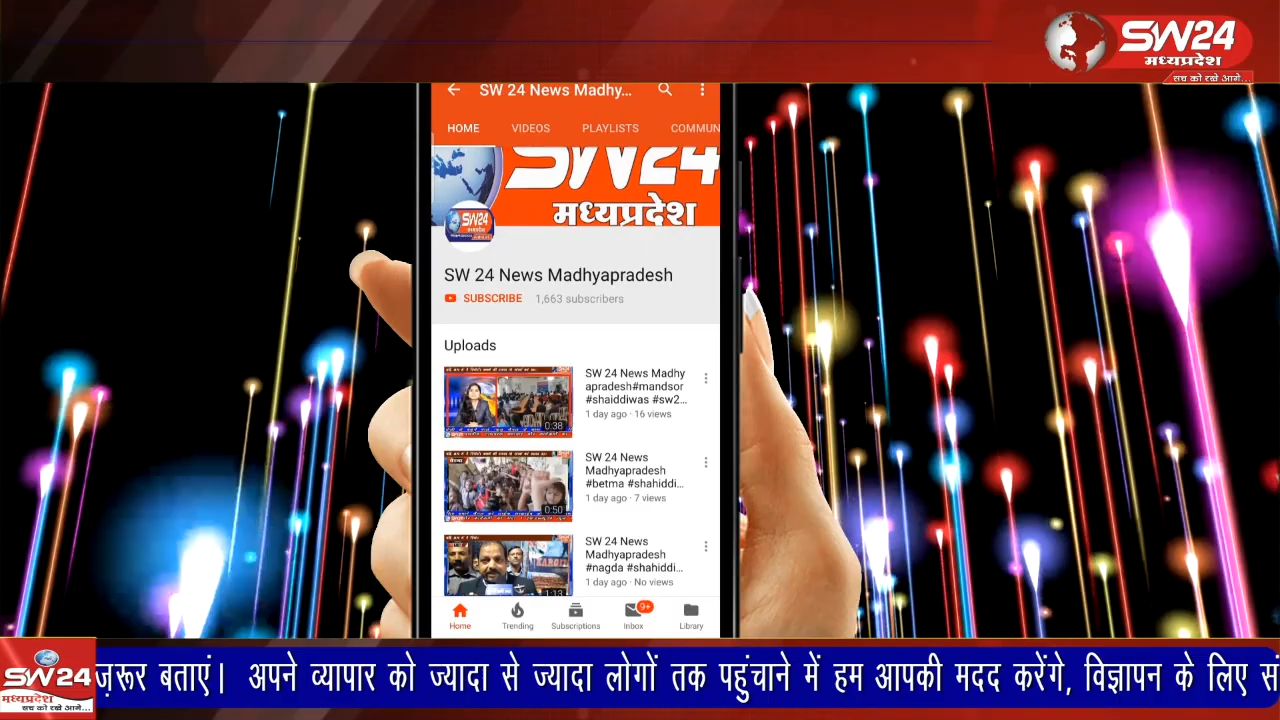 SW24
मध्यप्रदेश
सच को रखे आगे...
SW 24 News Madhy...
HOME VIDEOS PLAYLISTS COMMUN
SW24
मध्यप्रदेश
SW24
SW 24 News Madhyapradesh
SUBSCRIBE 1,663 subscribers
Uploads
SW 24 News Madhy
apradesh#mandsor
#shaiddiwas #sw2...
1 day ago · 16 views
0:38
SW 24 News
Madhyapradesh
#betma #shahiddi...
1 day ago · 7 views
0:50
SW 24 News
Madhyapradesh
#nagda #shahiddi...
1 day ago · No views
1:13
9+
Home Trending Subscriptions Inbox Library
SW24
मध्यप्रदेश
सच को रखे आगे...
ज़रूर बताएं। अपने व्यापार को ज्यादा से ज्यादा लोगों तक पहुंचाने में हम आपकी मदद करेंगे, विज्ञापन के लिए सं